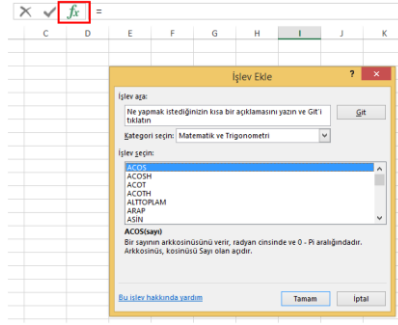 fx =
C D E F G H I J K
İşlev Ekle ? ×
İşlev ara:
Ne yapmak istediğinizin kısa bir açıklamasını yazın ve Git'i
tıklatın
Git
Kategori seçin: Matematik ve Trigonometri
İşlev seçin:
ACOS
ACOSH
ACOT
ACOTH
ALTTOPLAM
ARAP
ASİN
ACOS(sayı)
Bir sayının arkkosinüsünü verir, radyan cinsinde ve 0 - Pi aralığındadır.
Arkkosinüs, kosinüsü Sayı olan açıdır.
Bu işlev hakkında yardım
Tamam İptal